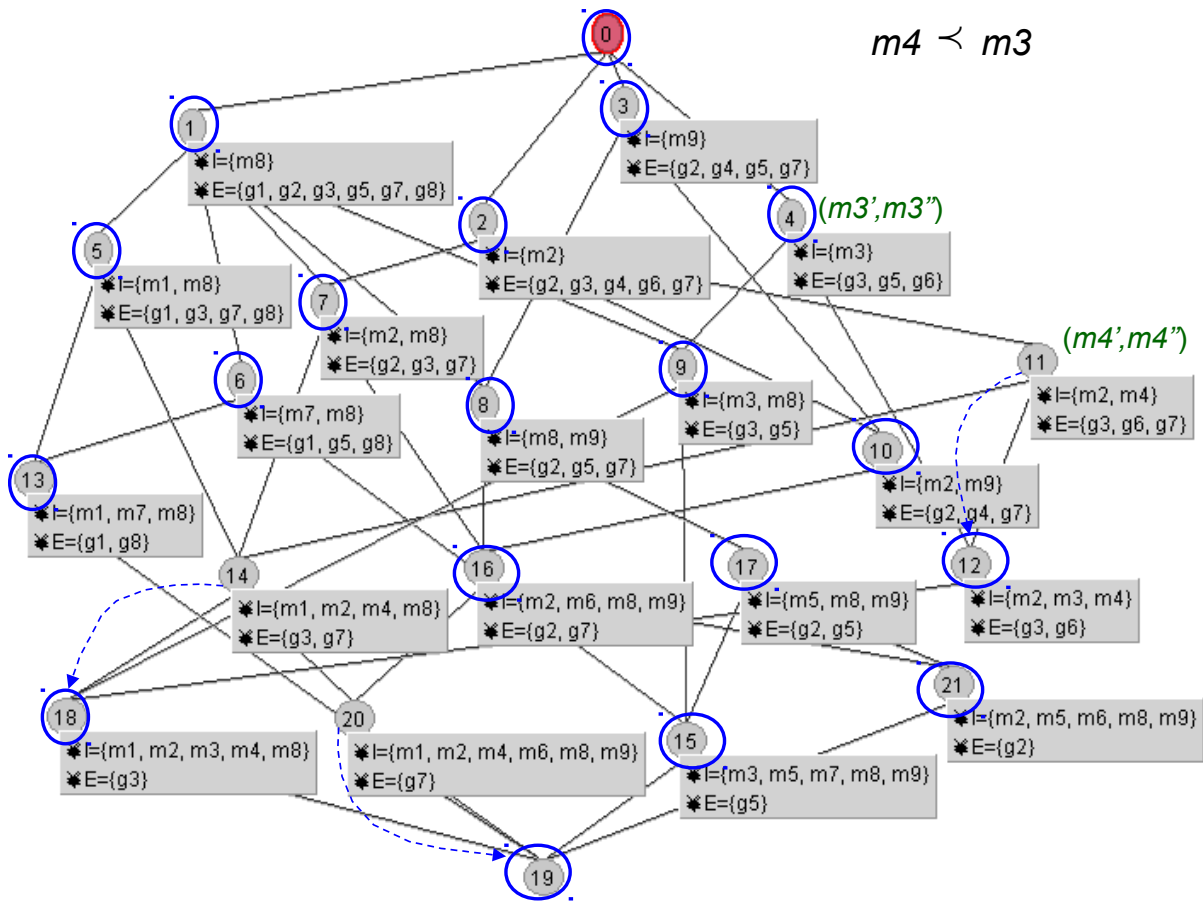 0
m4 ≺ m3
3
1
I={m9}
E={g2, g4, g5, g7}
I={m8}
E={g1, g2, g3, g5, g7, g8}
2
4
(m3’,m3”)
5
I={m2}
E={g2, g3, g4, g6, g7}
I={m3}
E={g3, g5, g6}
I={m1, m8}
E={g1, g3, g7, g8}
7
I={m2, m8}
E={g2, g3, g7}
(m4’,m4”)
11
9
6
I={m3, m8}
E={g3, g5}
I={m2, m4}
E={g3, g6, g7}
8
I={m7, m8}
E={g1, g5, g8}
I={m8, m9}
E={g2, g5, g7}
10
13
I={m2, m9}
E={g2, g4, g7}
I={m1, m7, m8}
E={g1, g8}
14
16
17
12
I={m1, m2, m4, m8}
E={g3, g7}
I={m2, m6, m8, m9}
E={g2, g7}
I={m5, m8, m9}
E={g2, g5}
I={m2, m3, m4}
E={g3, g6}
18
20
15
21
I={m1, m2, m3, m4, m8}
E={g3}
I={m1, m2, m4, m6, m8, m9}
E={g7}
I={m3, m5, m7, m8, m9}
E={g5}
I={m2, m5, m6, m8, m9}
E={g2}
19